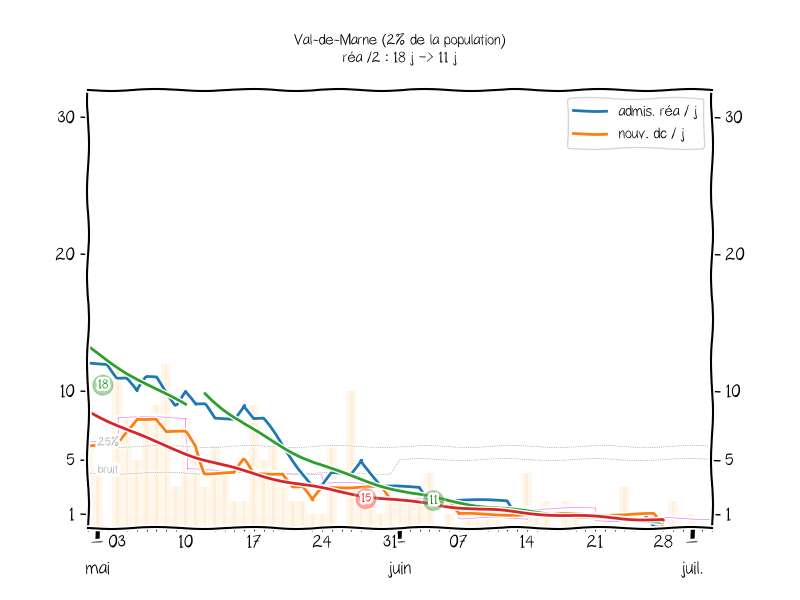 Val-de-Marne (2% de la population)
réa /2 : 18 j -> 11 j
admis. réa / j
nouv. dc / j
30
30
20
20
10
10
5
5
1
1
18
25%
bruit
15
11
03
10
17
24
31
07
14
21
28
mai
juin
juil.